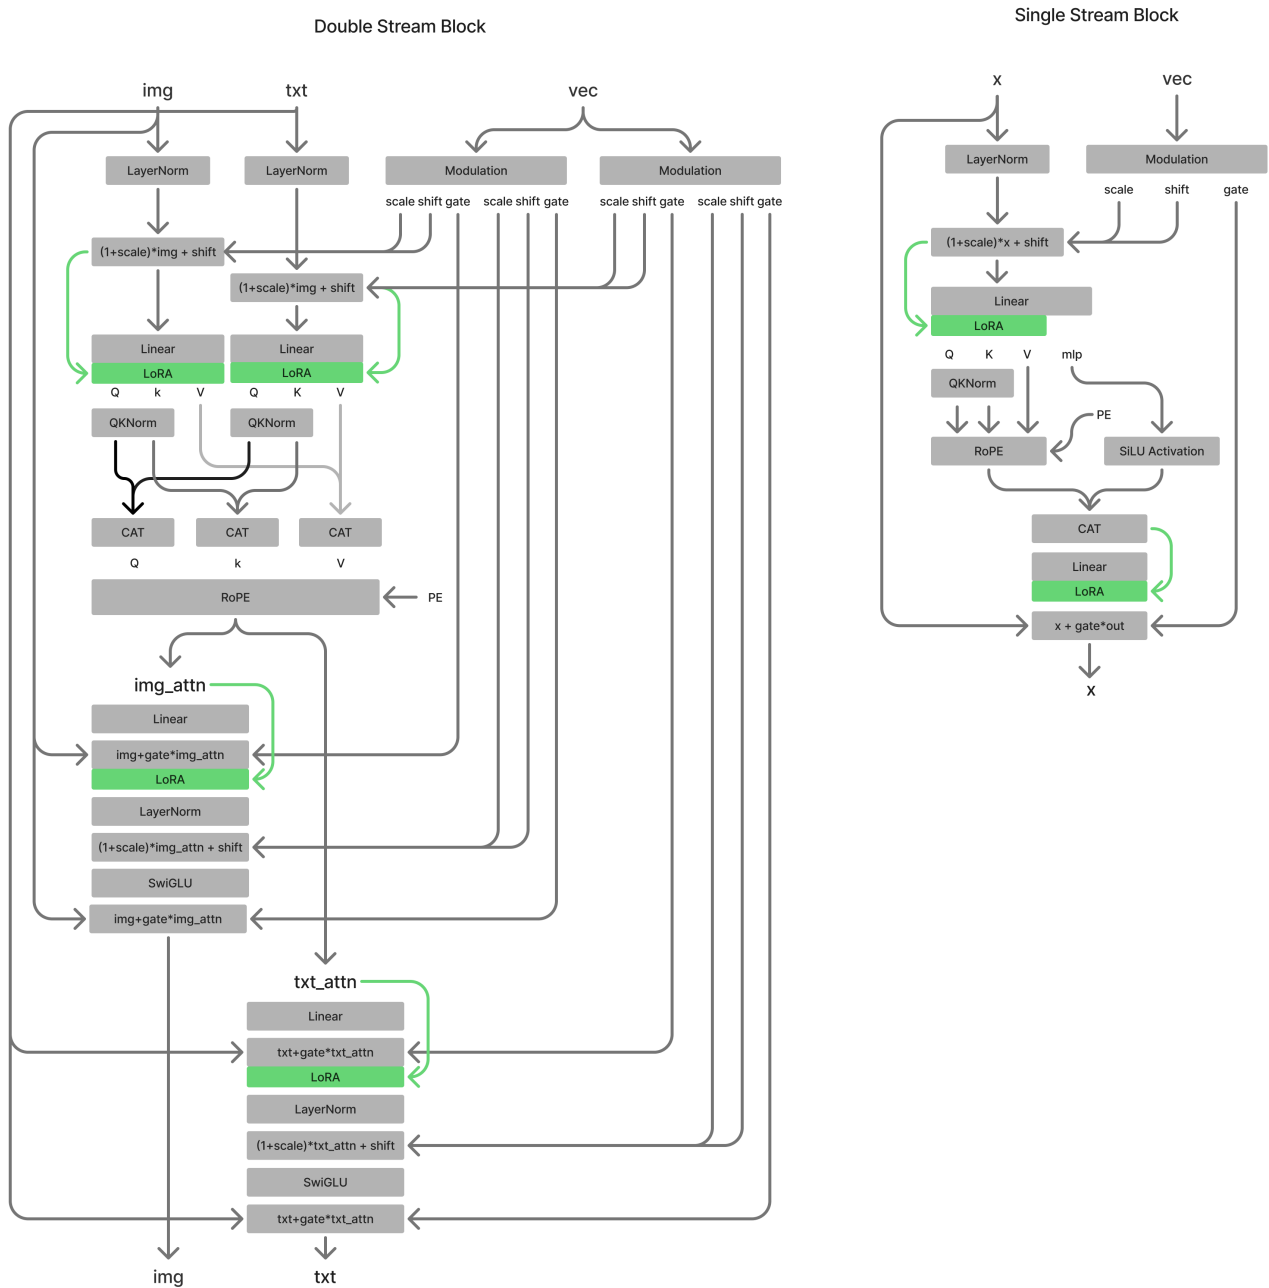 Double Stream Block
img txt vec
LayerNorm LayerNorm Modulation Modulation
scale shift gate scale shift gate scale shift gate scale shift gate
(1+scale)*img + shift
(1+scale)*img + shift
Linear Linear
LoRA LoRA
Q k V Q K V
QKNorm QKNorm
CAT CAT CAT
Q k V
RoPE PE
img_attn
Linear
img+gate*img_attn
LoRA
LayerNorm
(1+scale)*img_attn + shift
SwiGLU
img+gate*img_attn
txt_attn
Linear
txt+gate*txt_attn
LoRA
LayerNorm
(1+scale)*txt_attn + shift
SwiGLU
txt+gate*txt_attn
img txt
Single Stream Block
x vec
LayerNorm Modulation
scale shift gate
(1+scale)*x + shift
Linear
LoRA
Q K V mlp
QKNorm
PE
RoPE SiLU Activation
CAT
Linear
LoRA
x + gate*out
x